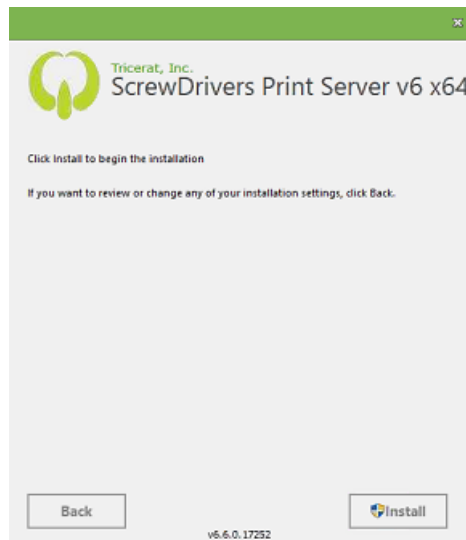 Tricerat, Inc.
ScrewDrivers Print Server v6 x64
Click Install to begin the installation
If you want to review or change any of your installation settings, click Back.
Back
Install
v6.6.0.17252